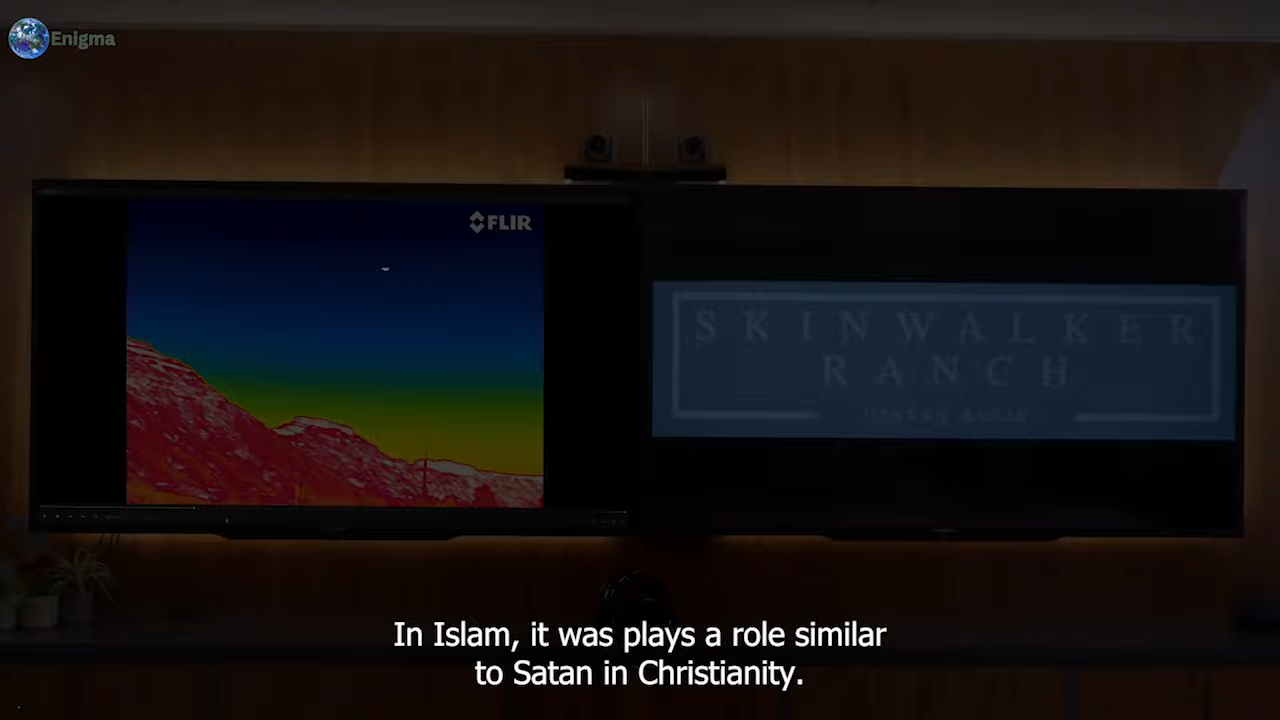 Enigma
FLIR
SKINWALKER
RANCH
In Islam, it was plays a role similar
to Satan in Christianity.